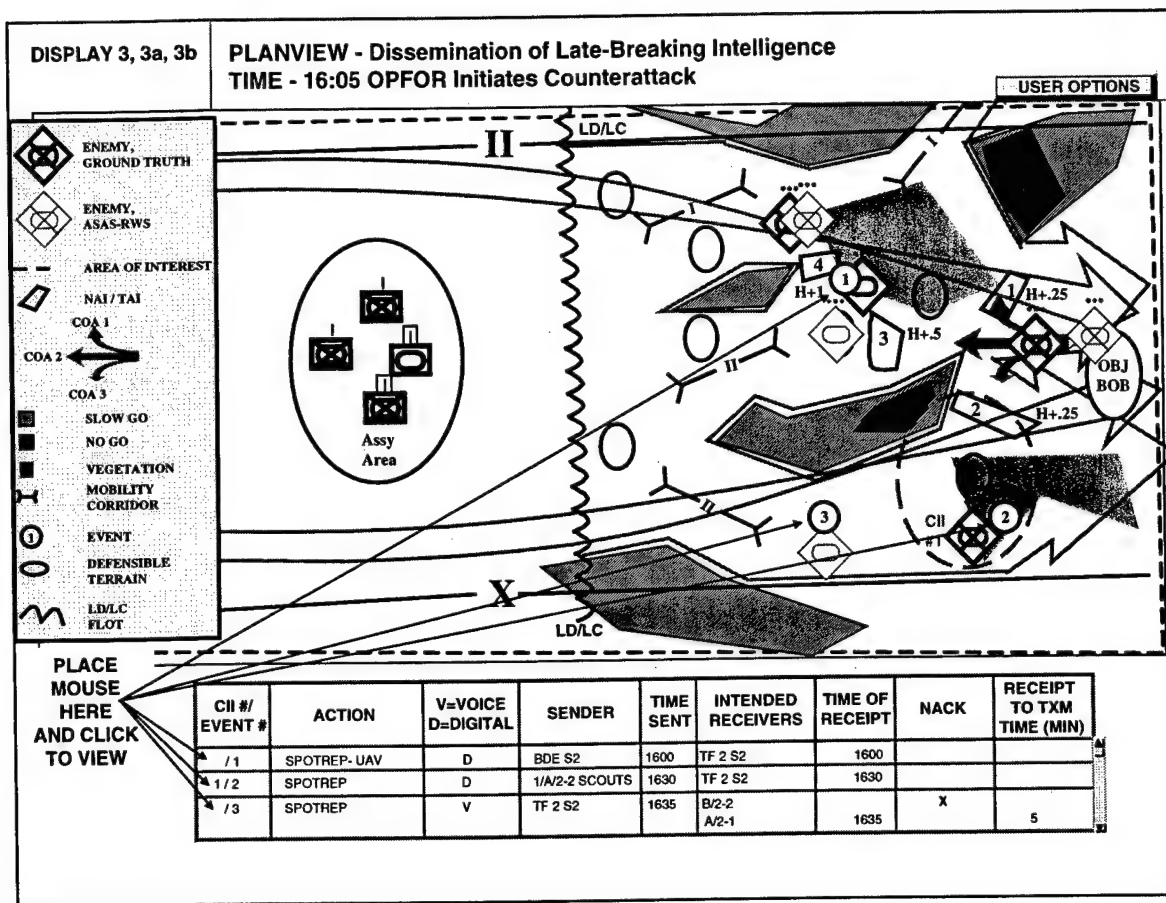 DISPLAY 3, 3a, 3b
PLANVIEW - Dissemination of Late-Breaking Intelligence
TIME - 16:05 OPFOR Initiates Counterattack
USER OPTIONS
ENEMY,
GROUND TRUTH
ENEMY,
ASAS-RWS
AREA OF INTEREST
NAI / TAI
COA 1
COA 2
COA 3
SLOW GO
NO GO
VEGETATION
MOBILITY
CORRIDOR
1 EVENT
DEFENSIBLE
TERRAIN
LD/LC
FLOT
II
LD/LC
I
I
4
1
H+1
3
H+.5
1
H+.25
II
OBJ
BOB
2
H+.25
Assy
Area
II
3
CII
#1
2
X
LD/LC
PLACE
MOUSE
HERE
AND CLICK
TO VIEW
CII #/ EVENT # ACTION V=VOICE D=DIGITAL SENDER TIME SENT INTENDED RECEIVERS TIME OF RECEIPT NACK RECEIPT TO TXM TIME (MIN)
/ 1 SPOTREP- UAV D BDE S2 1600 TF 2 S2 1600
1 / 2 SPOTREP D 1/A/2-2 SCOUTS 1630 TF 2 S2 1630
/ 3 SPOTREP V TF 2 S2 1635 B/2-2 X
A/2-1 1635 5